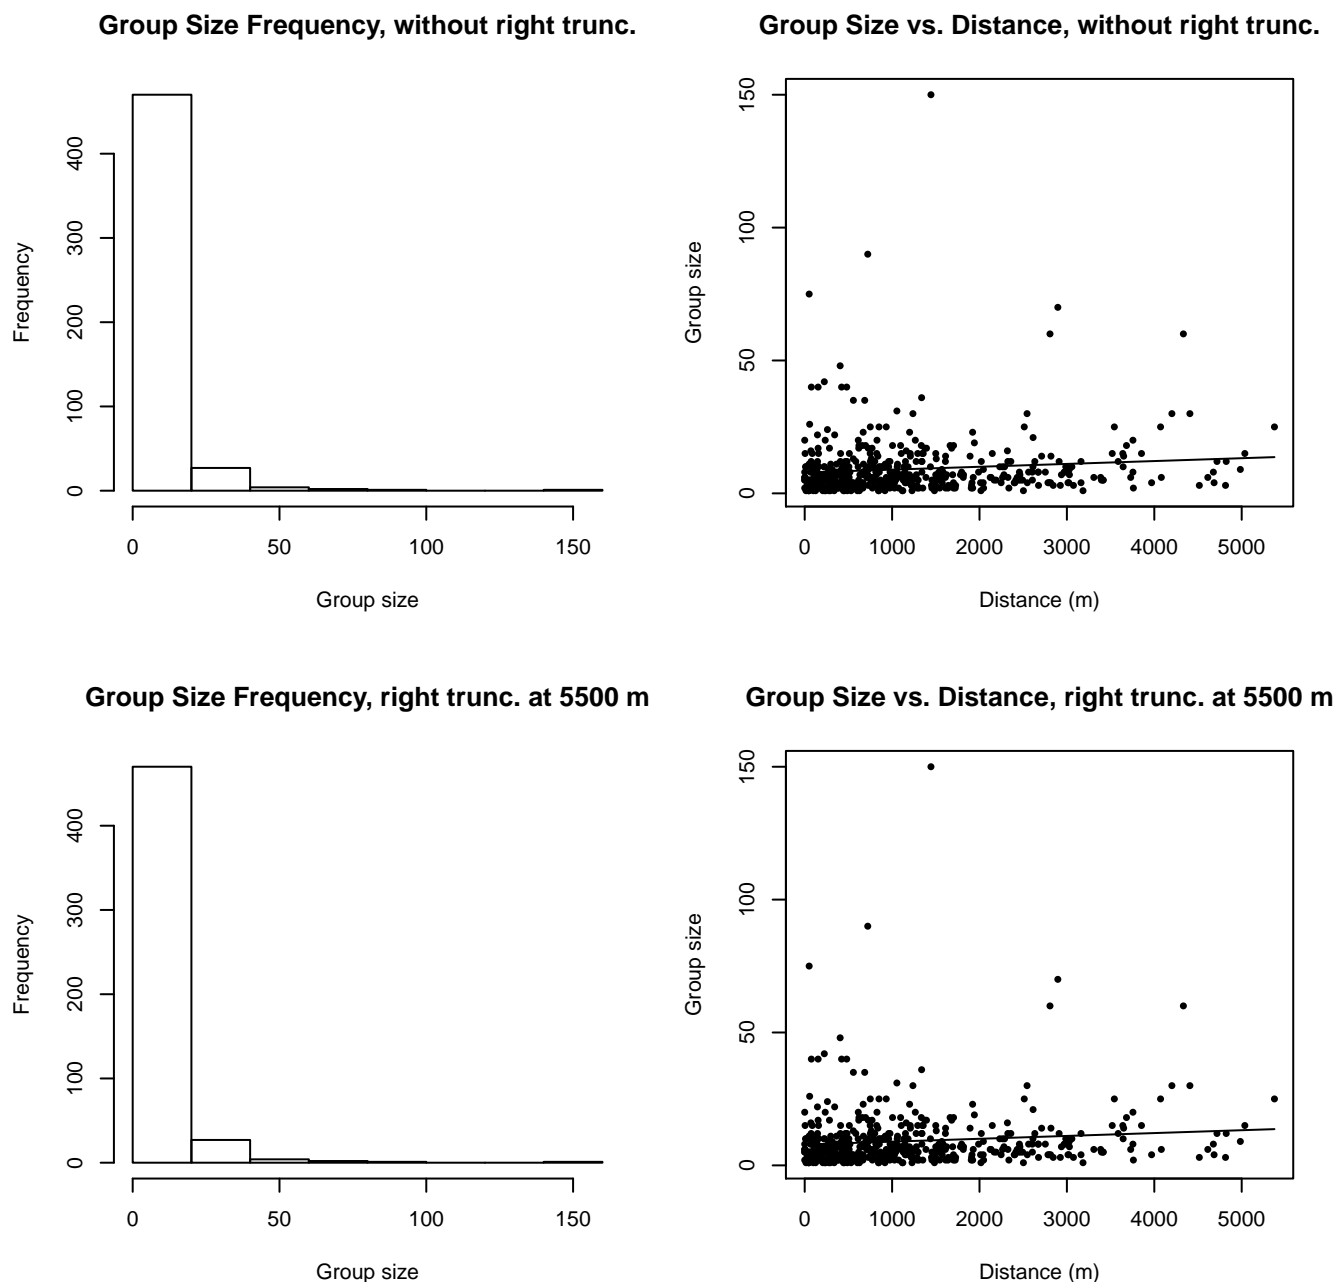 Group Size Frequency, without right trunc.
Frequency
0 100 200 300 400
0 50 100 150
Group size
Group Size vs. Distance, without right trunc.
Group size
0 50 100 150
0 1000 2000 3000 4000 5000
Distance (m)
Group Size Frequency, right trunc. at 5500 m
Frequency
0 100 200 300 400
0 50 100 150
Group size
Group Size vs. Distance, right trunc. at 5500 m
Group size
0 50 100 150
0 1000 2000 3000 4000 5000
Distance (m)